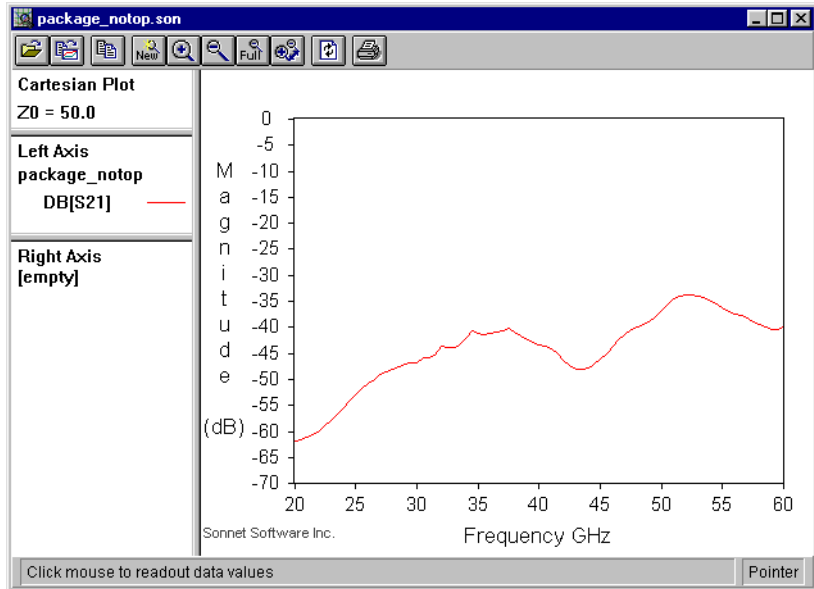 package_notop.son
New
Full
Cartesian Plot
Z0 = 50.0
Left Axis
package_notop
DB[S21]
Right Axis
[empty]
Magnitude
(dB)
0
-5
-10
-15
-20
-25
-30
-35
-40
-45
-50
-55
-60
-65
-70
20 25 30 35 40 45 50 55 60
Sonnet Software Inc.
Frequency GHz
Click mouse to readout data values
Pointer